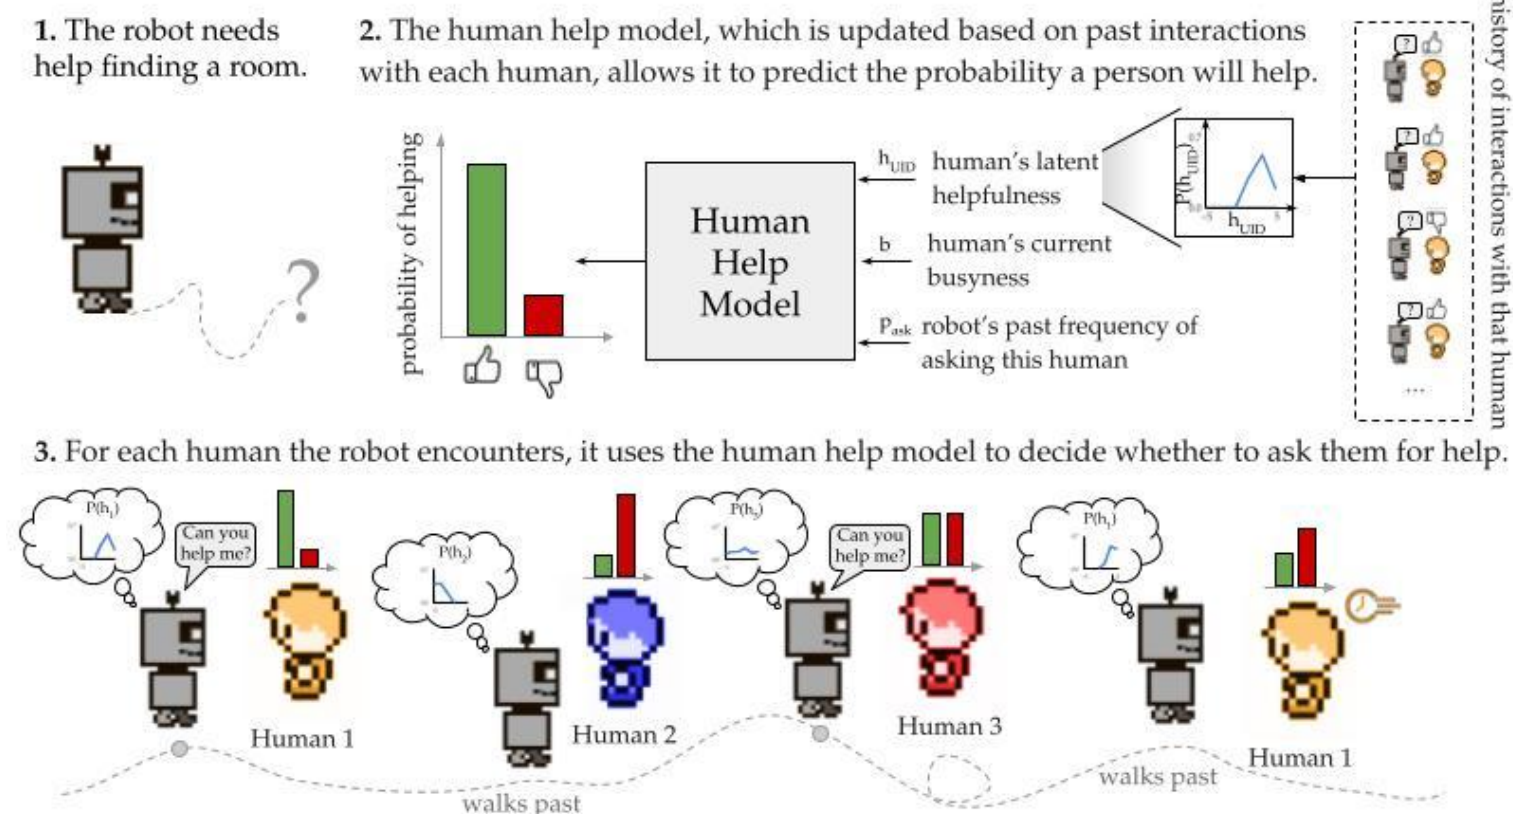 1. The robot needs
help finding a room.
?
2. The human help model, which is updated based on past interactions
with each human, allows it to predict the probability a person will help.
probability of helping
Human
Help
Model
h_UID human's latent
helpfulness
b human's current
busyness
P_ask robot's past frequency of
asking this human
P(h_UID)
0.0
-5
5
h_UID
?
?
?
?
...
history of interactions with that human
3. For each human the robot encounters, it uses the human help model to decide whether to ask them for help.
P(h₁)
Can you
help me?
Human 1
P(h₂)
Human 2
walks past
P(h₃)
Can you
help me?
Human 3
P(h₁)
walks past
Human 1